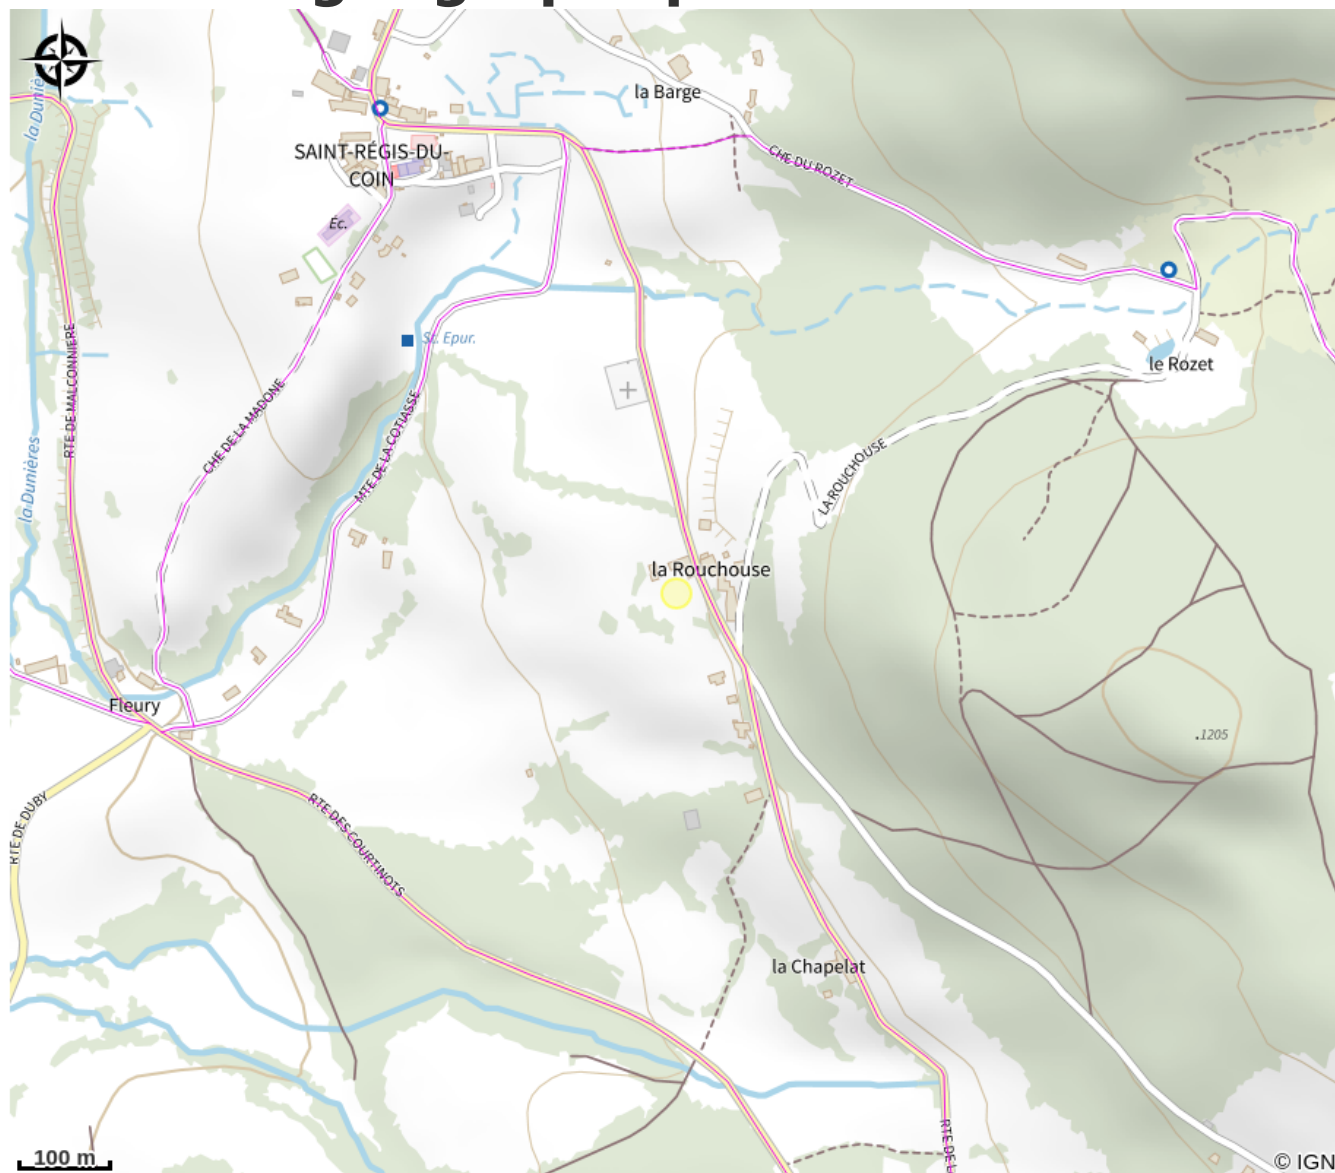 la Barge
la Dunière
SAINT-RÉGIS-DU-
COIN
CHE DU ROZET
Éc.
St. Epur.
le Rozet
RTE DE MALCONNIERE
CHE DE LA MADONE
MTE DE LA COTIASSE
LA ROUCHOUSE
la Dunières
la Rouchouse
Fleury
.1205
RTE DE DUBY
RTE DES COURTINOTS
la Chapelat
RTE DE L
100 m
© IGN